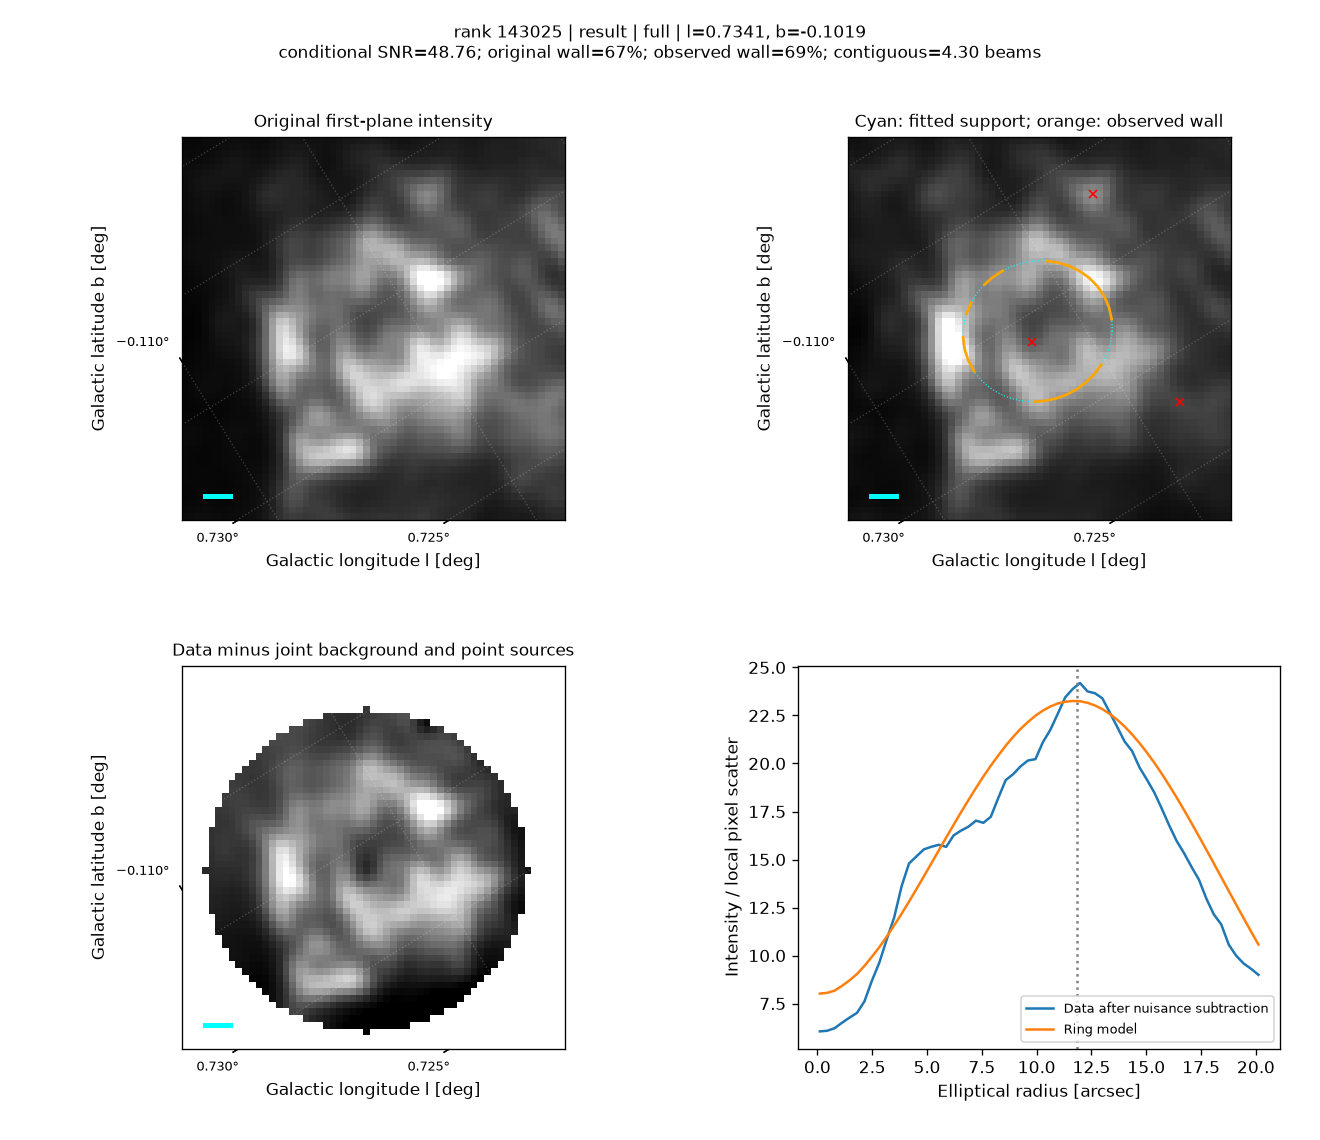 rank 143025 | result | full | l=0.7341, b=-0.1019
conditional SNR=48.76; original wall=67%; observed wall=69%; contiguous=4.30 beams
Original first-plane intensity
Galactic latitude b [deg]
−0.110°
0.730°
0.725°
Galactic longitude l [deg]
Cyan: fitted support; orange: observed wall
Galactic latitude b [deg]
−0.110°
0.730°
0.725°
Galactic longitude l [deg]
Data minus joint background and point sources
Galactic latitude b [deg]
−0.110°
0.730°
0.725°
Galactic longitude l [deg]
Intensity / local pixel scatter
25.0
22.5
20.0
17.5
15.0
12.5
10.0
7.5
Data after nuisance subtraction
Ring model
0.0 2.5 5.0 7.5 10.0 12.5 15.0 17.5 20.0
Elliptical radius [arcsec]